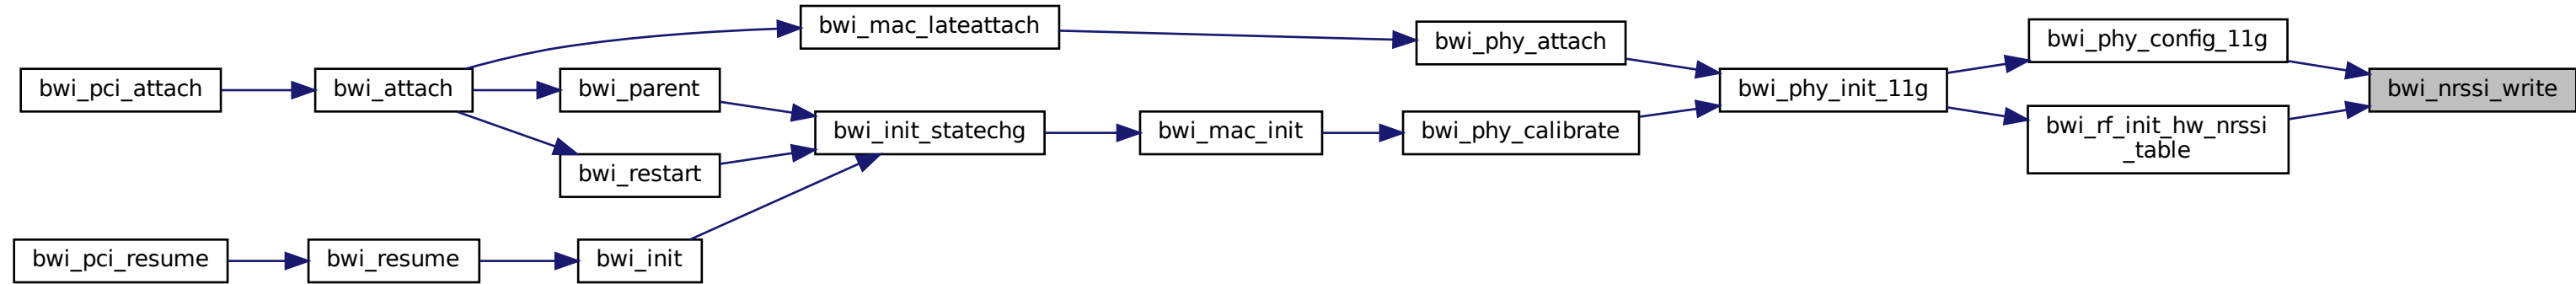 bwi_mac_lateattach
bwi_phy_attach
bwi_phy_config_11g
bwi_pci_attach
bwi_attach
bwi_parent
bwi_phy_init_11g
bwi_nrssi_write
bwi_init_statechg
bwi_mac_init
bwi_phy_calibrate
bwi_rf_init_hw_nrssi
_table
bwi_restart
bwi_pci_resume
bwi_resume
bwi_init